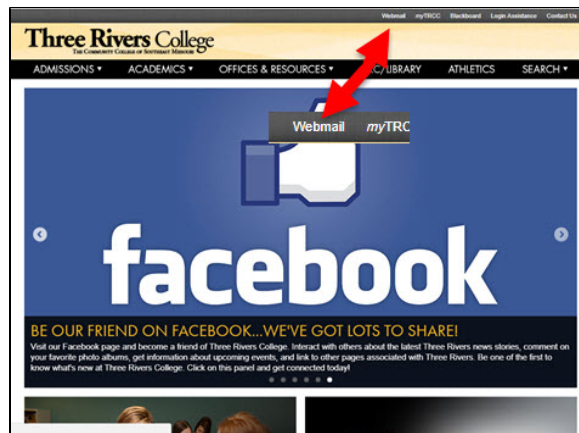 Webmail myTRCC Blackboard Login Assistance Contact Us
Three Rivers College
The Community College of Southeast Missouri
ADMISSIONS ▾ ACADEMICS ▾ OFFICES & RESOURCES ▾ /LIBRARY ATHLETICS SEARCH ▾
Webmail myTRC
facebook
BE OUR FRIEND ON FACEBOOK...WE'VE GOT LOTS TO SHARE!
Visit our Facebook page and become a friend of Three Rivers College. Interact with others about the latest Three Rivers news stories, comment on
your favorite photo albums, get information about upcoming events, and link to other pages associated with Three Rivers. Be one of the first to
know what's new at Three Rivers College. Click on this panel and get connected today!